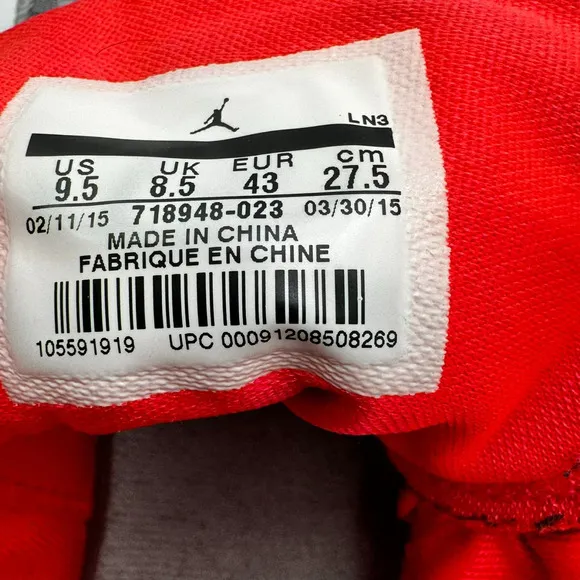 LN3
US UK EUR cm
9.5 8.5 43 27.5
02/11/15 718948-023 03/30/15
MADE IN CHINA
FABRIQUE EN CHINE
105591919 UPC 00091208508269